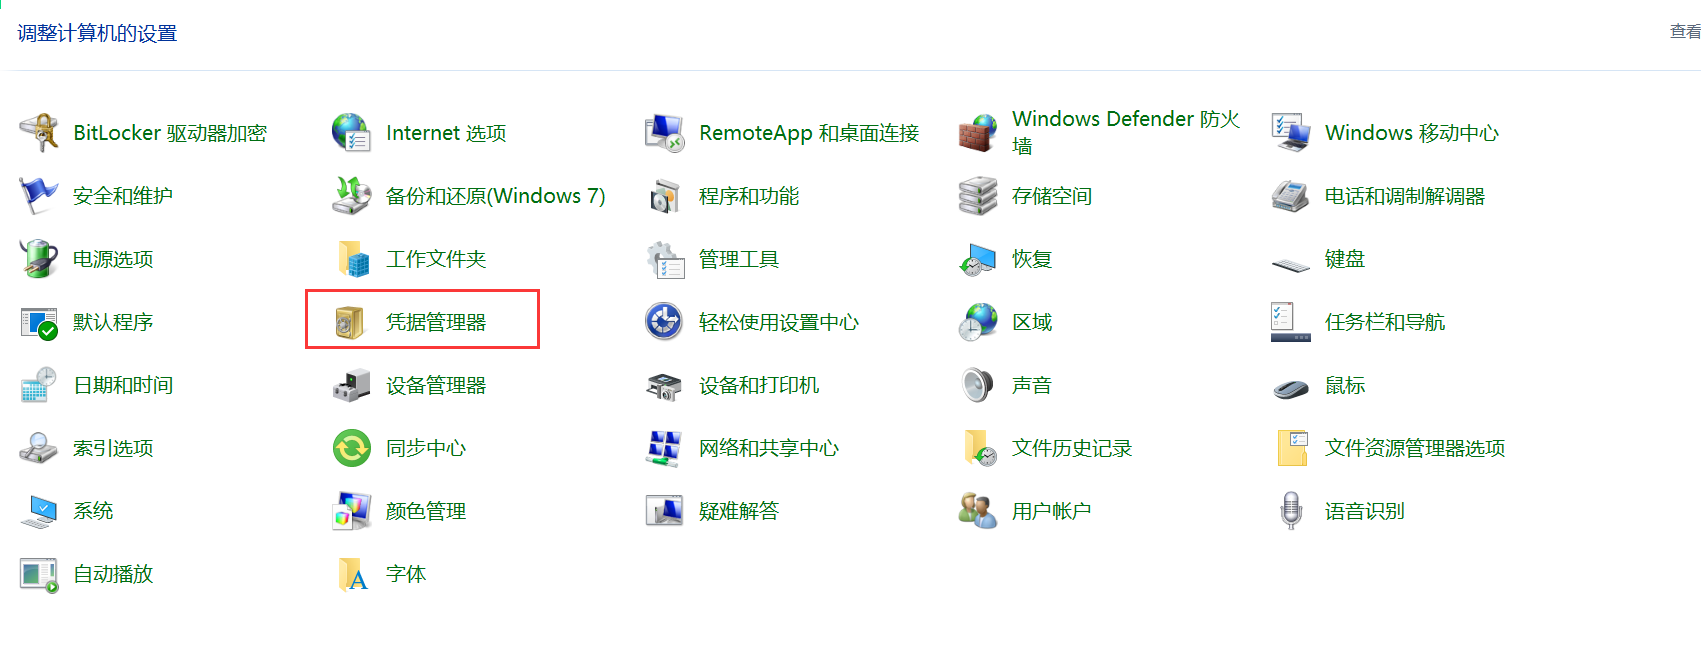 调整计算机的设置
查看
BitLocker 驱动器加密
Internet 选项
RemoteApp 和桌面连接
Windows Defender 防火
墙
Windows 移动中心
安全和维护
备份和还原(Windows 7)
程序和功能
存储空间
电话和调制解调器
电源选项
工作文件夹
管理工具
恢复
键盘
默认程序
凭据管理器
轻松使用设置中心
区域
任务栏和导航
日期和时间
设备管理器
设备和打印机
声音
鼠标
索引选项
同步中心
网络和共享中心
文件历史记录
文件资源管理器选项
系统
颜色管理
疑难解答
用户帐户
语音识别
自动播放
字体